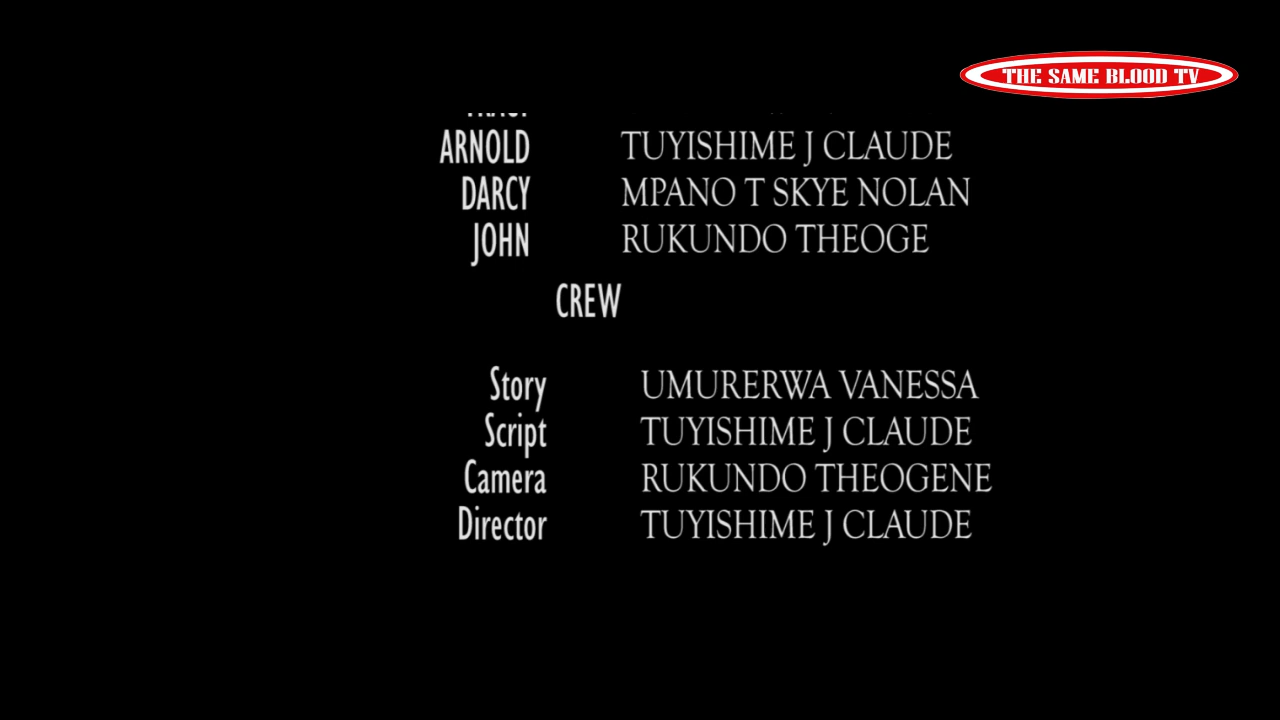 THE SAME BLOOD TV
ARNOLD TUYISHIME J CLAUDE
DARCY MPANO T SKYE NOLAN
JOHN RUKUNDO THEOGE
CREW
Story UMURERWA VANESSA
Script TUYISHIME J CLAUDE
Camera RUKUNDO THEOGENE
Director TUYISHIME J CLAUDE